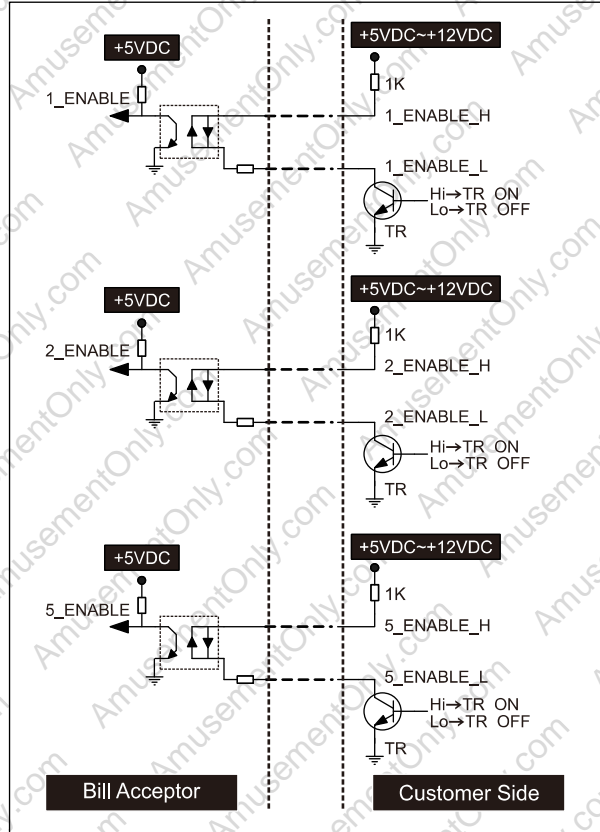 +5VDC
+5VDC~+12VDC
1K
1_ENABLE
1_ENABLE_H
1_ENABLE_L
Hi→TR ON
Lo→TR OFF
TR
+5VDC
+5VDC~+12VDC
1K
2_ENABLE
2_ENABLE_H
2_ENABLE_L
Hi→TR ON
Lo→TR OFF
TR
+5VDC
+5VDC~+12VDC
1K
5_ENABLE
5_ENABLE_H
5_ENABLE_L
Hi→TR ON
Lo→TR OFF
TR
Bill Acceptor
Customer Side
AmusementOnly.com